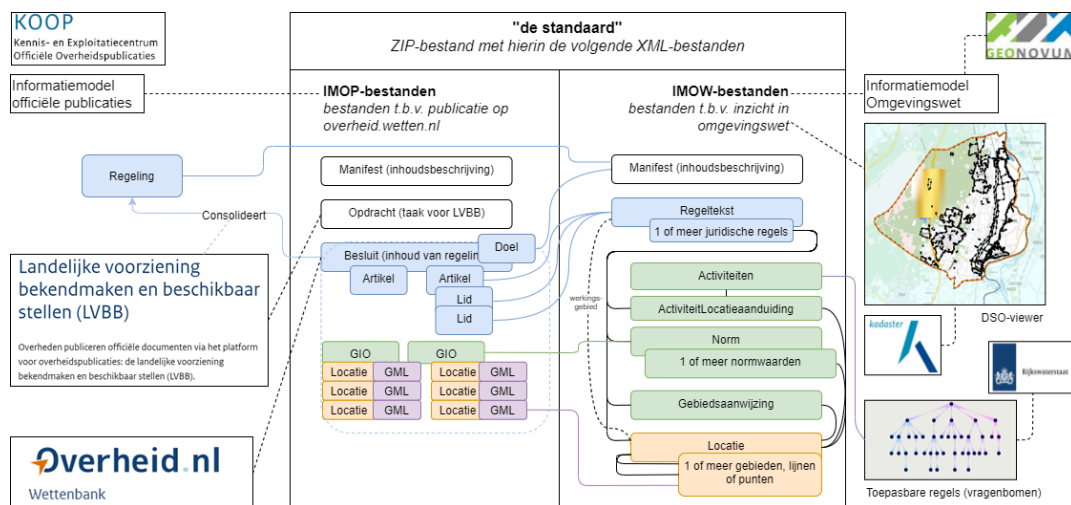 KOOP
Kennis- en Exploitatiecentrum
Officiële Overheidspublicaties
Informatiemodel
officiële publicaties
"de standaard"
ZIP-bestand met hierin de volgende XML-bestanden
GEONOVUM
Informatiemodel
Omgevingswet
IMOP-bestanden
bestanden t.b.v. publicatie op
overheid.wetten.nl
IMOW-bestanden
bestanden t.b.v. inzicht in
omgevingswet
Regeling
Consolideert
Manifest (inhoudsbeschrijving)
Opdracht (taak voor LVBB)
Doel
Besluit (inhoud van regelin
Artikel
Artikel
Lid
Lid
GIO
GIO
Locatie
GML
Locatie
GML
Locatie
GML
Locatie
GML
Locatie
GML
Locatie
GML
Manifest (inhoudsbeschrijving)
Regeltekst
1 of meer juridische regels
werkings-
gebied
Activiteiten
ActiviteitLocatieaanduiding
Norm
1 of meer normwaarden
Gebiedsaanwijzing
Locatie
1 of meer gebieden, lijnen
of punten
Landelijke voorziening
bekendmaken en beschikbaar
stellen (LVBB)
Overheden publiceren officiële documenten via het platform
voor overheidspublicaties: de landelijke voorziening
bekendmaken en beschikbaar stellen (LVBB).
Overheid.nl
Wettenbank
DSO-viewer
kadaster
Rijkswaterstaat
Toepasbare regels (vragenbomen)